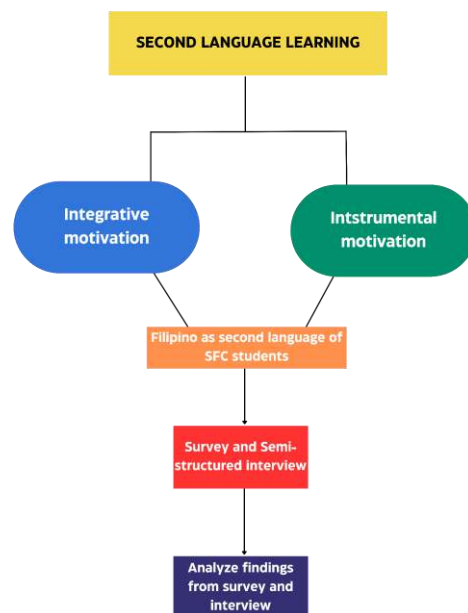 SECOND LANGUAGE LEARNING
Integrative
motivation
Intstrumental
motivation
Filipino as second language of
SFC students
Survey and Semi-
structured interview
Analyze findings
from survey and
interview